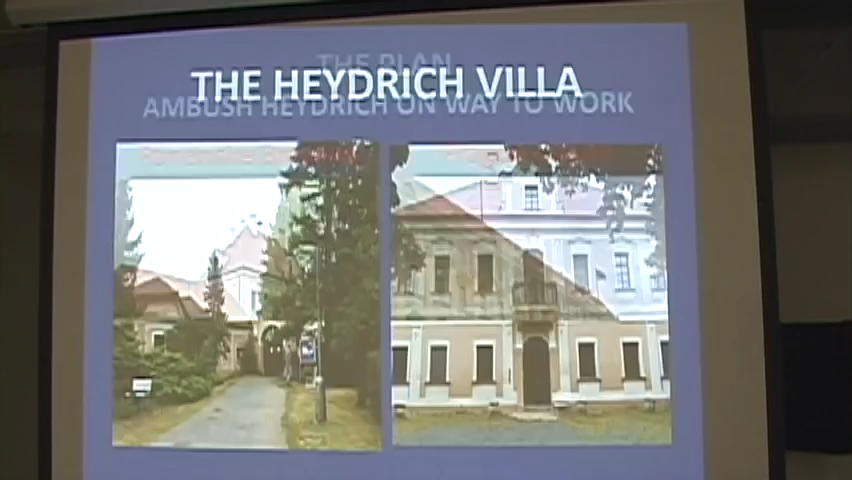 THE PLAN
THE HEYDRICH VILLA
AMBUSH HEYDRICH ON WAY TO WORK